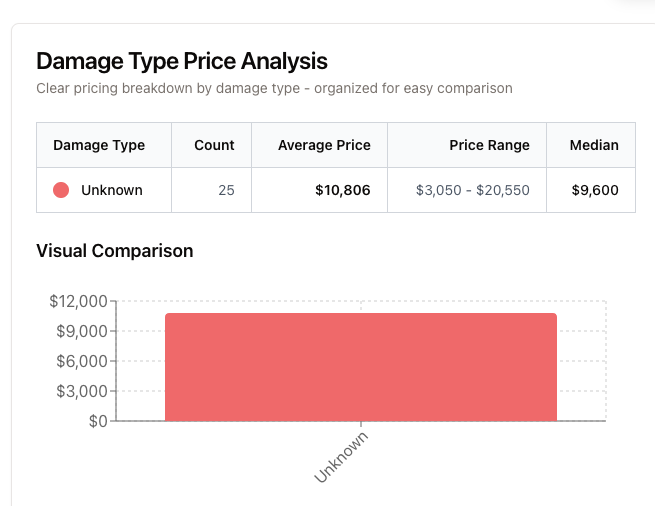 Damage Type Price Analysis
Clear pricing breakdown by damage type - organized for easy comparison
Damage Type Count Average Price Price Range Median
Unknown 25 $10,806 $3,050 - $20,550 $9,600
Visual Comparison
$12,000
$9,000
$6,000
$3,000
$0
Unknown